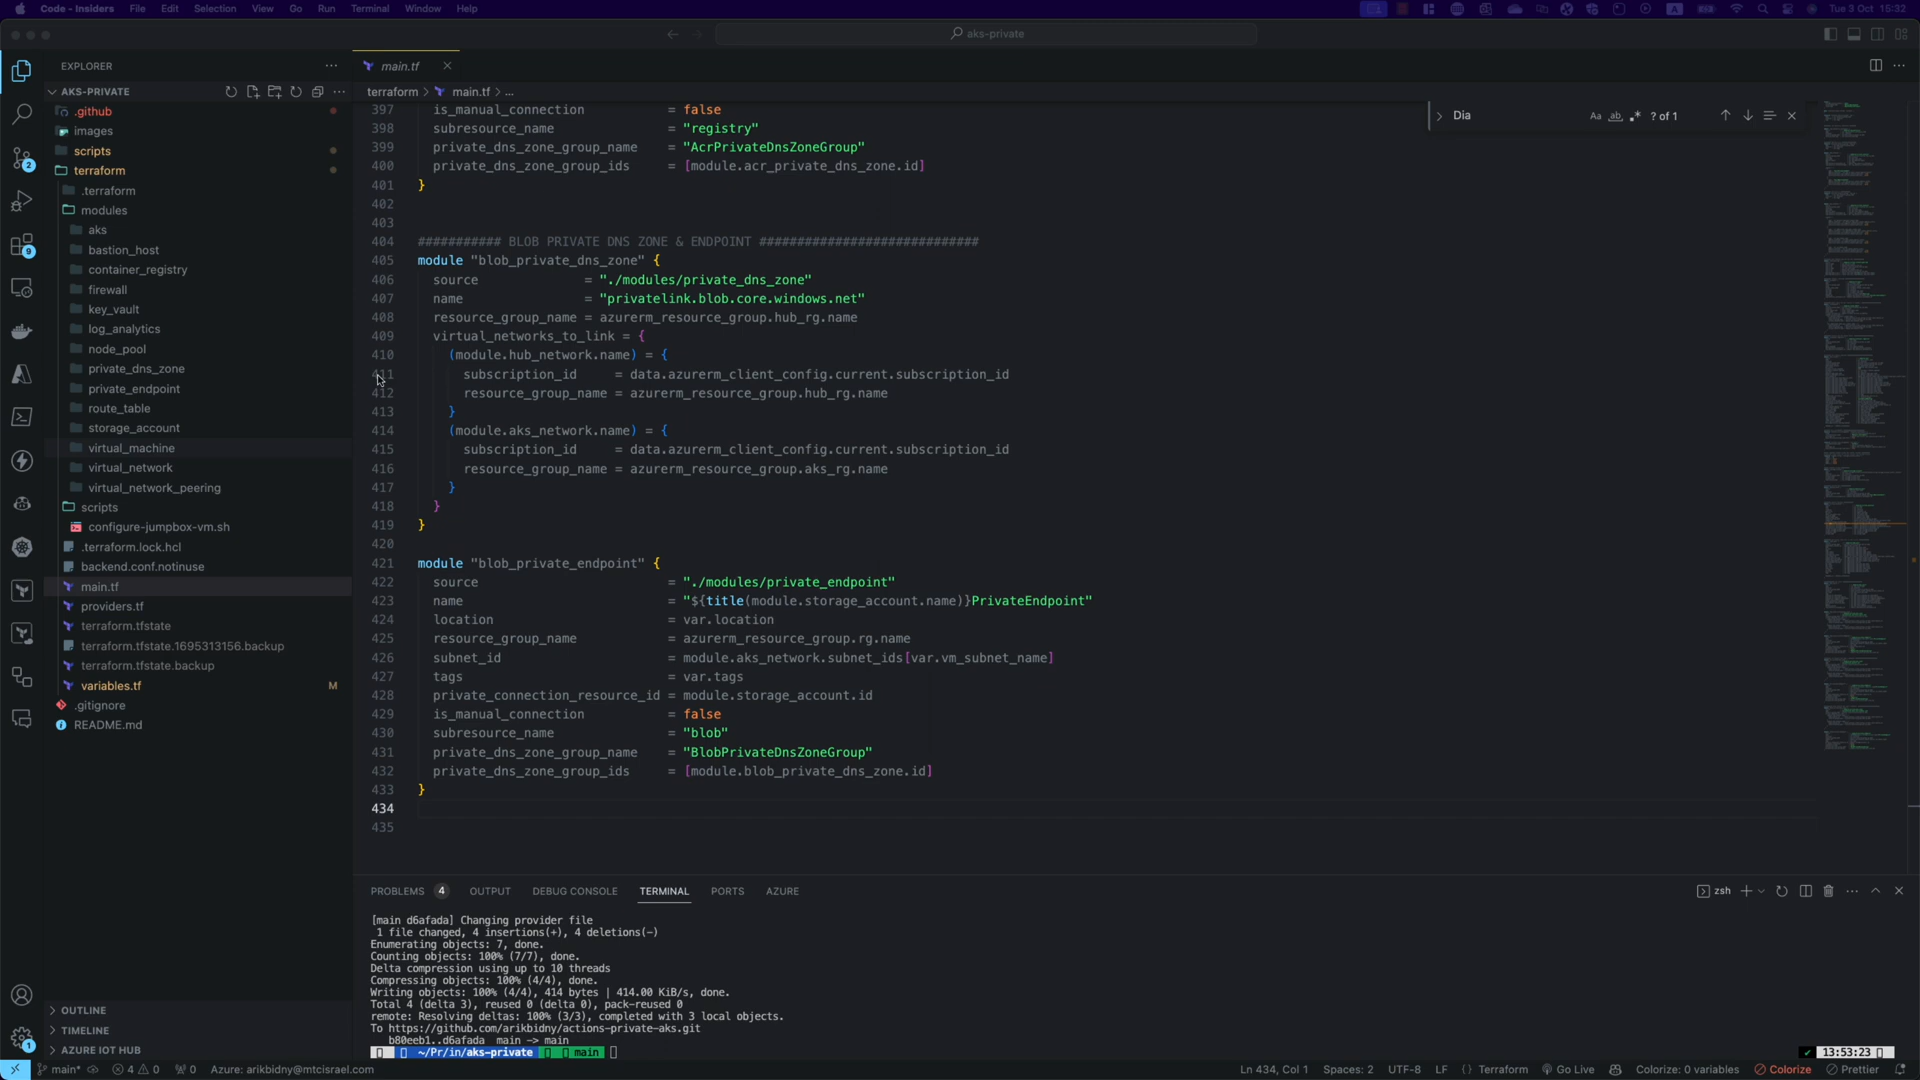 Code - Insiders File Edit Selection View Go Run Terminal Window Help Tue 3 Oct 15:32
aks-private
EXPLORER
main.tf
AKS-PRIVATE
.github
images
scripts
terraform
.terraform
modules
aks
bastion_host
container_registry
firewall
key_vault
log_analytics
node_pool
private_dns_zone
private_endpoint
route_table
storage_account
virtual_machine
virtual_network
virtual_network_peering
scripts
configure-jumpbox-vm.sh
.terraform.lock.hcl
backend.conf.notinuse
main.tf
providers.tf
terraform.tfstate
terraform.tfstate.1695313156.backup
terraform.tfstate.backup
variables.tf M
.gitignore
README.md
OUTLINE
TIMELINE
AZURE IOT HUB
2
9
1
terraform > main.tf > ...
Dia Aa ab ? of 1
397 is_manual_connection = false
398 subresource_name = "registry"
399 private_dns_zone_group_name = "AcrPrivateDnsZoneGroup"
400 private_dns_zone_group_ids = [module.acr_private_dns_zone.id]
401 }
402
403
404 ########### BLOB PRIVATE DNS ZONE & ENDPOINT #############################
405 module "blob_private_dns_zone" {
406 source = "./modules/private_dns_zone"
407 name = "privatelink.blob.core.windows.net"
408 resource_group_name = azurerm_resource_group.hub_rg.name
409 virtual_networks_to_link = {
410 (module.hub_network.name) = {
411 subscription_id = data.azurerm_client_config.current.subscription_id
412 resource_group_name = azurerm_resource_group.hub_rg.name
413 }
414 (module.aks_network.name) = {
415 subscription_id = data.azurerm_client_config.current.subscription_id
416 resource_group_name = azurerm_resource_group.aks_rg.name
417 }
418 }
419 }
420
421 module "blob_private_endpoint" {
422 source = "./modules/private_endpoint"
423 name = "${title(module.storage_account.name)}PrivateEndpoint"
424 location = var.location
425 resource_group_name = azurerm_resource_group.rg.name
426 subnet_id = module.aks_network.subnet_ids[var.vm_subnet_name]
427 tags = var.tags
428 private_connection_resource_id = module.storage_account.id
429 is_manual_connection = false
430 subresource_name = "blob"
431 private_dns_zone_group_name = "BlobPrivateDnsZoneGroup"
432 private_dns_zone_group_ids = [module.blob_private_dns_zone.id]
433 }
434
435
PROBLEMS 4 OUTPUT DEBUG CONSOLE TERMINAL PORTS AZURE zsh
[main d6afada] Changing provider file
1 file changed, 4 insertions(+), 4 deletions(-)
Enumerating objects: 7, done.
Counting objects: 100% (7/7), done.
Delta compression using up to 10 threads
Compressing objects: 100% (4/4), done.
Writing objects: 100% (4/4), 414 bytes | 414.00 KiB/s, done.
Total 4 (delta 3), reused 0 (delta 0), pack-reused 0
remote: Resolving deltas: 100% (3/3), completed with 3 local objects.
To https://github.com/arikbidny/actions-private-aks.git
b80eeb1..d6afada main -> main
~/Pr/in/aks-private main 13:53:23
main* 4 0 0 Azure: arikbidny@mtcisrael.com Ln 434, Col 1 Spaces: 2 UTF-8 LF {} Terraform Go Live Colorize: 0 variables Colorize Prettier